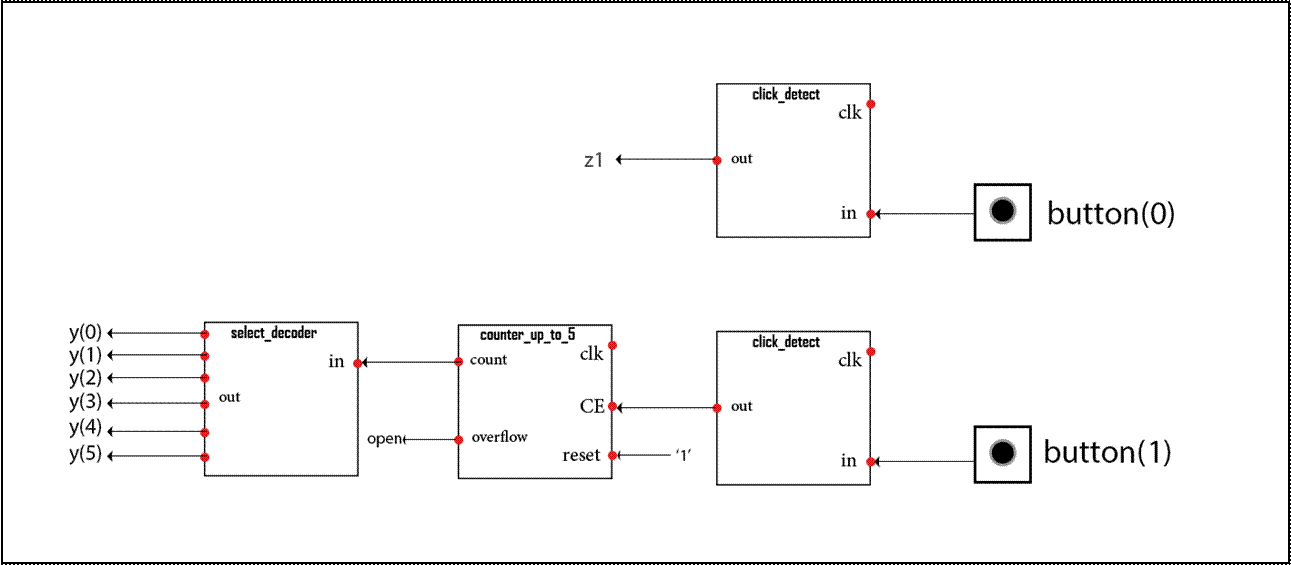 click_detect
clk
z1
out
in
button(0)
y(0)
y(1)
y(2)
y(3)
y(4)
y(5)
select_decoder
in
out
counter_up_to_5
clk
count
CE
open
overflow
reset
'1'
click_detect
clk
out
in
button(1)